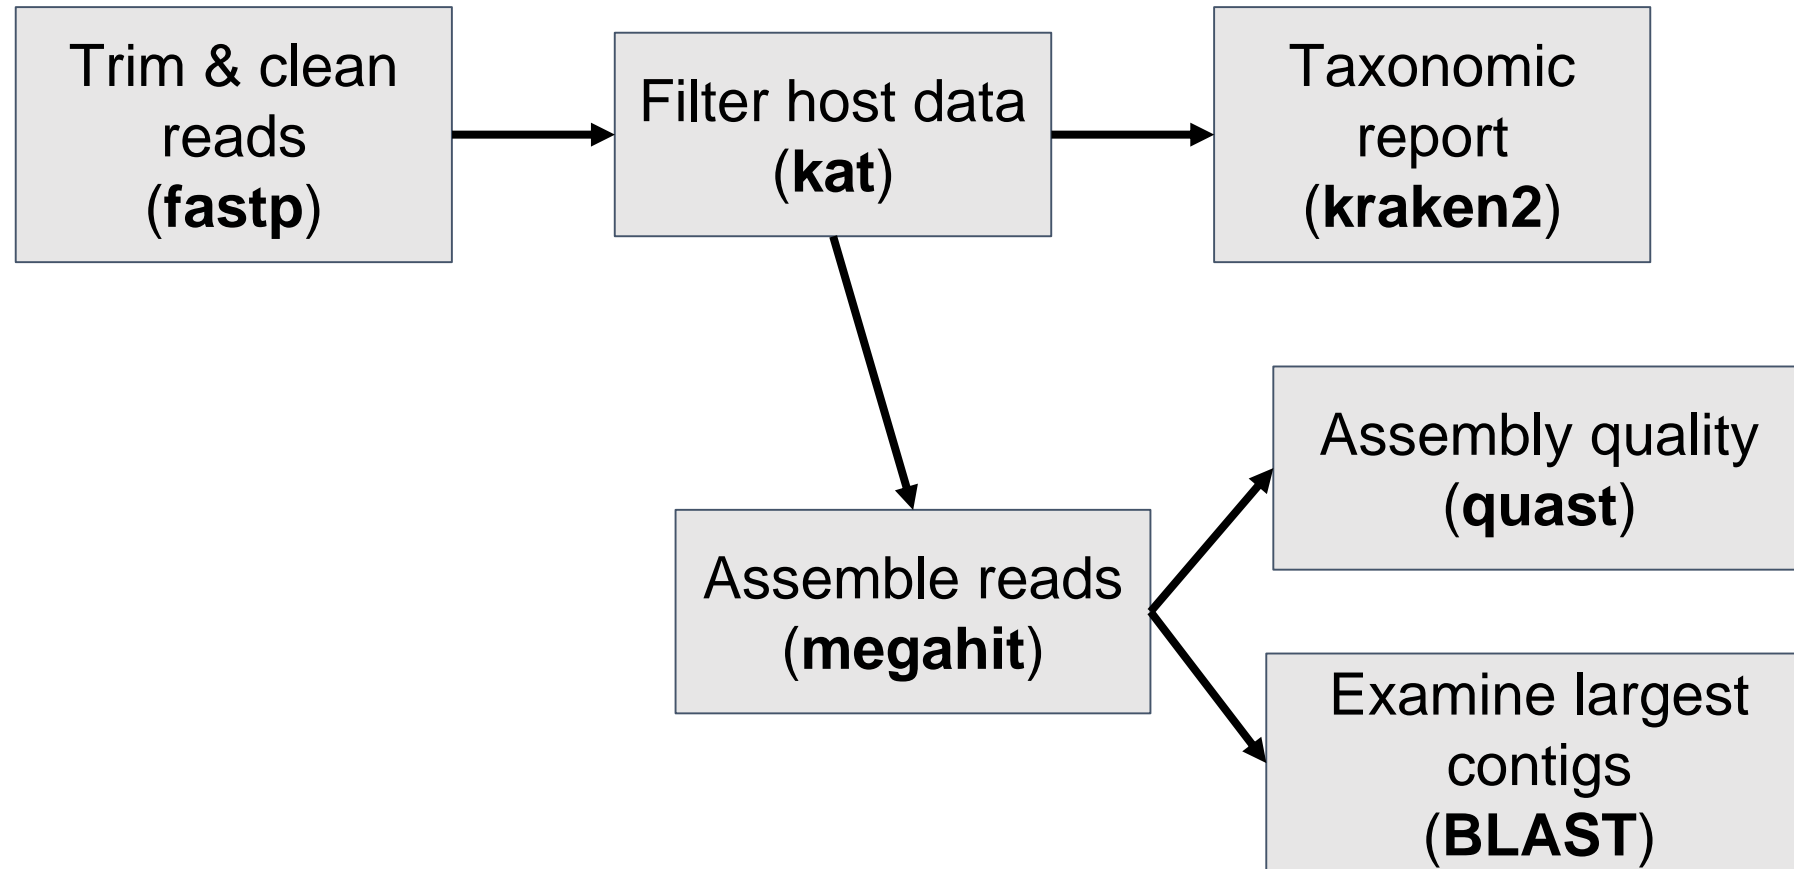 Trim & clean
reads
(fastp)
Filter host data
(kat)
Taxonomic
report
(kraken2)
Assemble reads
(megahit)
Assembly quality
(quast)
Examine largest
contigs
(BLAST)